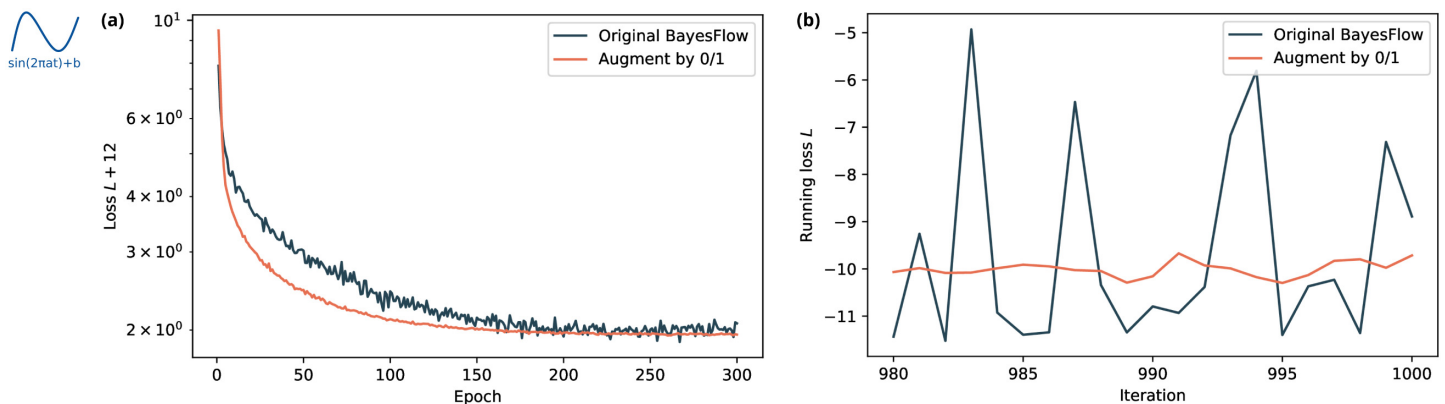 sin(2πat)+b
(a)
Original BayesFlow
Augment by 0/1
Loss L + 12
10¹
6 × 10⁰
4 × 10⁰
3 × 10⁰
2 × 10⁰
0 50 100 150 200 250 300
Epoch
(b)
Original BayesFlow
Augment by 0/1
Running loss L
−5
−6
−7
−8
−9
−10
−11
980 985 990 995 1000
Iteration